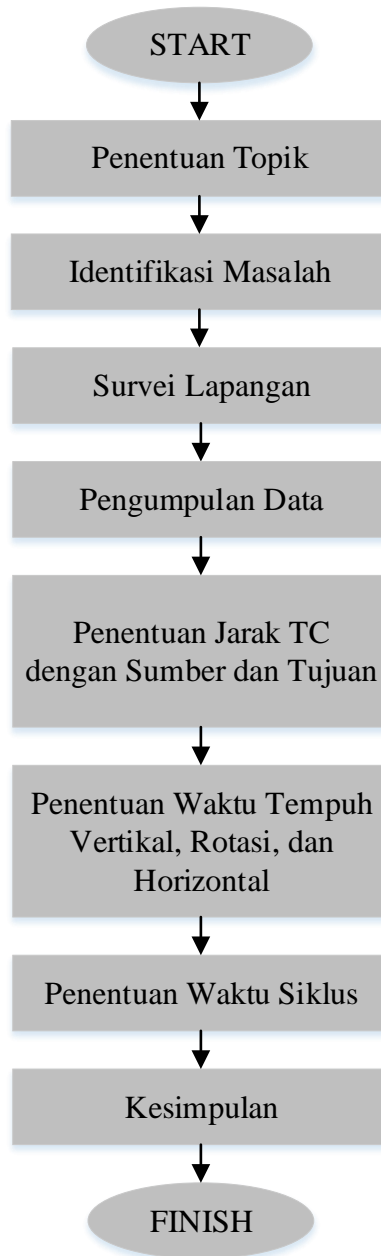 START
Penentuan Topik
Identifikasi Masalah
Survei Lapangan
Pengumpulan Data
Penentuan Jarak TC
dengan Sumber dan Tujuan
Penentuan Waktu Tempuh
Vertikal, Rotasi, dan
Horizontal
Penentuan Waktu Siklus
Kesimpulan
FINISH